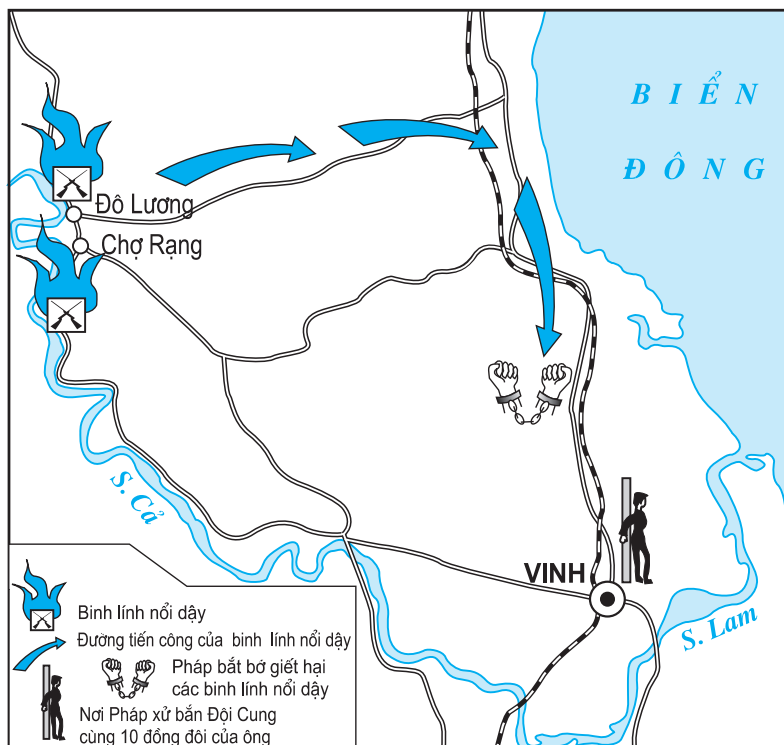 BIỂN
ĐÔNG
Đô Lương
Chợ Rạng
S. Cả
VINH
S. Lam
Binh lính nổi dậy
Đường tiến công của binh lính nổi dậy
Pháp bắt bớ giết hại
các binh lính nổi dậy
Nơi Pháp xử bắn Đội Cung
cùng 10 đồng đội của ông